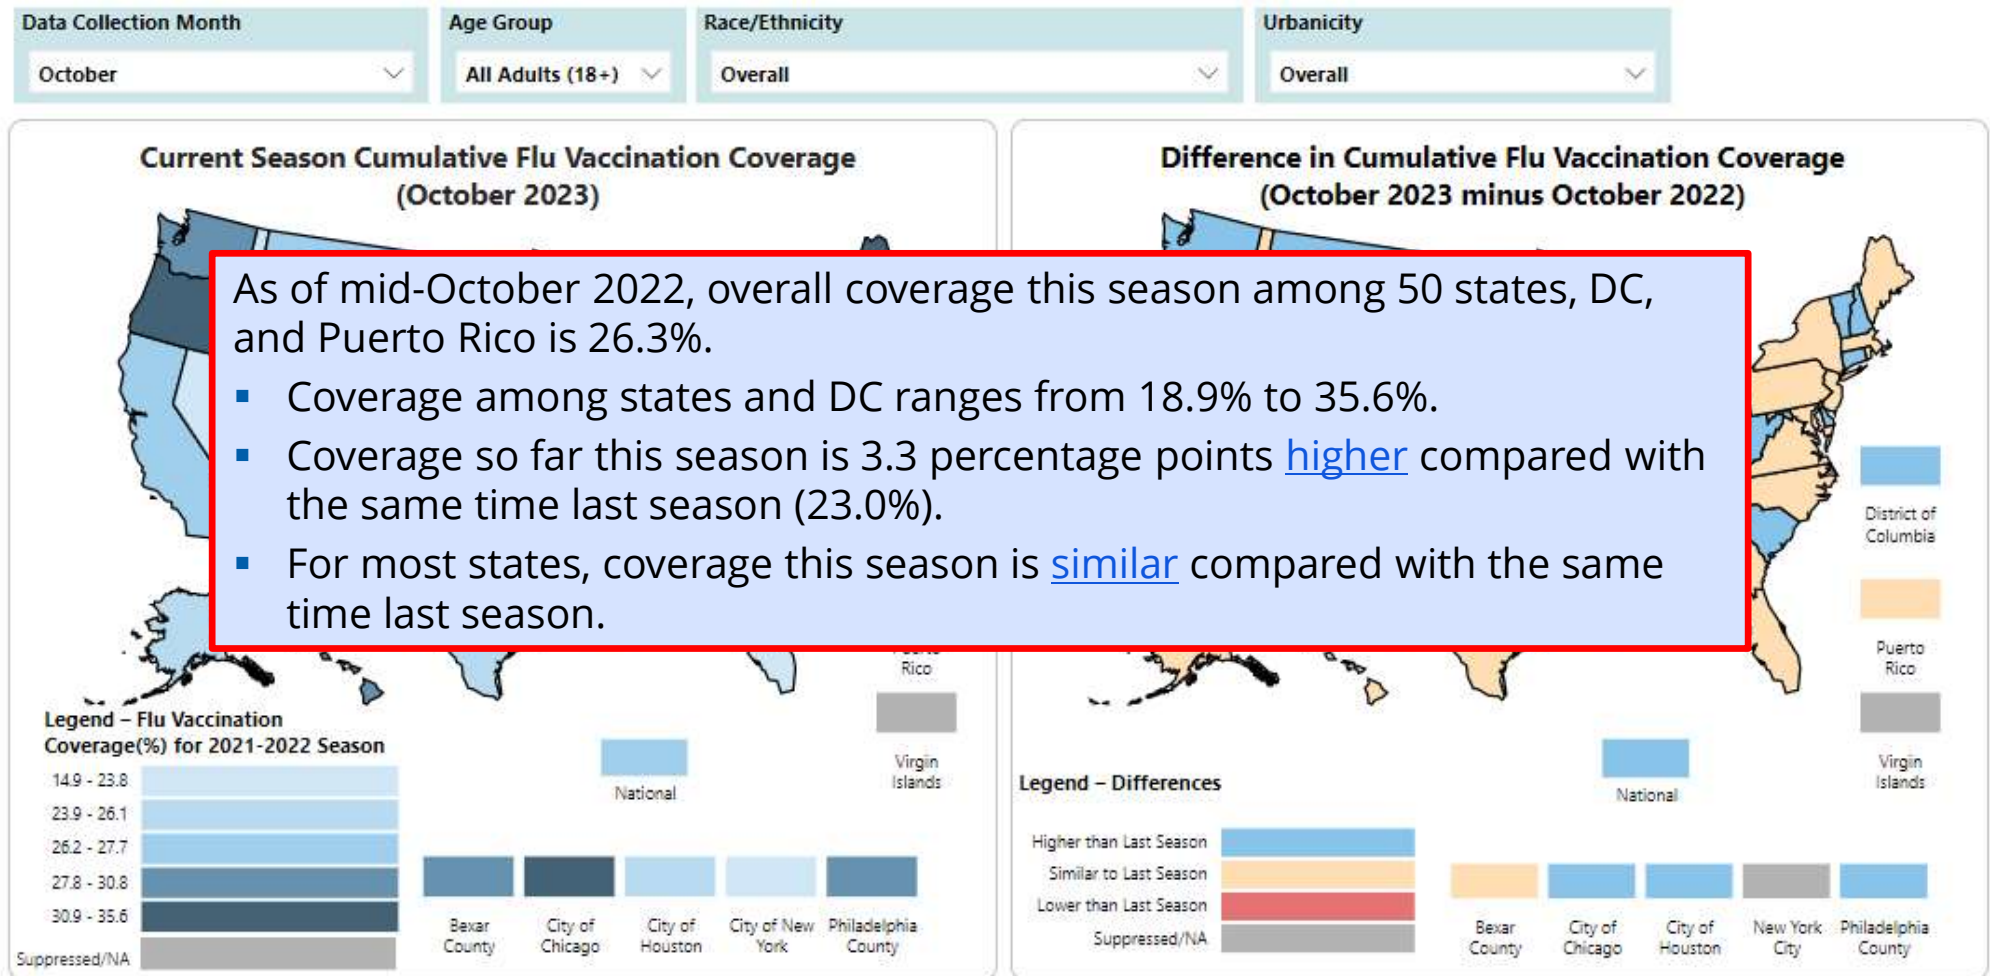 Data Collection Month
October
Age Group
All Adults (18+)
Race/Ethnicity
Overall
Urbanicity
Overall
Current Season Cumulative Flu Vaccination Coverage
(October 2023)
Difference in Cumulative Flu Vaccination Coverage
(October 2023 minus October 2022)
As of mid-October 2022, overall coverage this season among 50 states, DC,
and Puerto Rico is 26.3%.
▪ Coverage among states and DC ranges from 18.9% to 35.6%.
▪ Coverage so far this season is 3.3 percentage points higher compared with
the same time last season (23.0%).
▪ For most states, coverage this season is similar compared with the same
time last season.
Rico
Virgin
Islands
Legend – Flu Vaccination
Coverage(%) for 2021-2022 Season
14.9 - 23.8
23.9 - 26.1
26.2 - 27.7
27.8 - 30.8
30.9 - 35.6
Suppressed/NA
National
Bexar
County
City of
Chicago
City of
Houston
City of New
York
Philadelphia
County
District of
Columbia
Puerto
Rico
Virgin
Islands
Legend – Differences
Higher than Last Season
Similar to Last Season
Lower than Last Season
Suppressed/NA
National
Bexar
County
City of
Chicago
City of
Houston
New York
City
Philadelphia
County